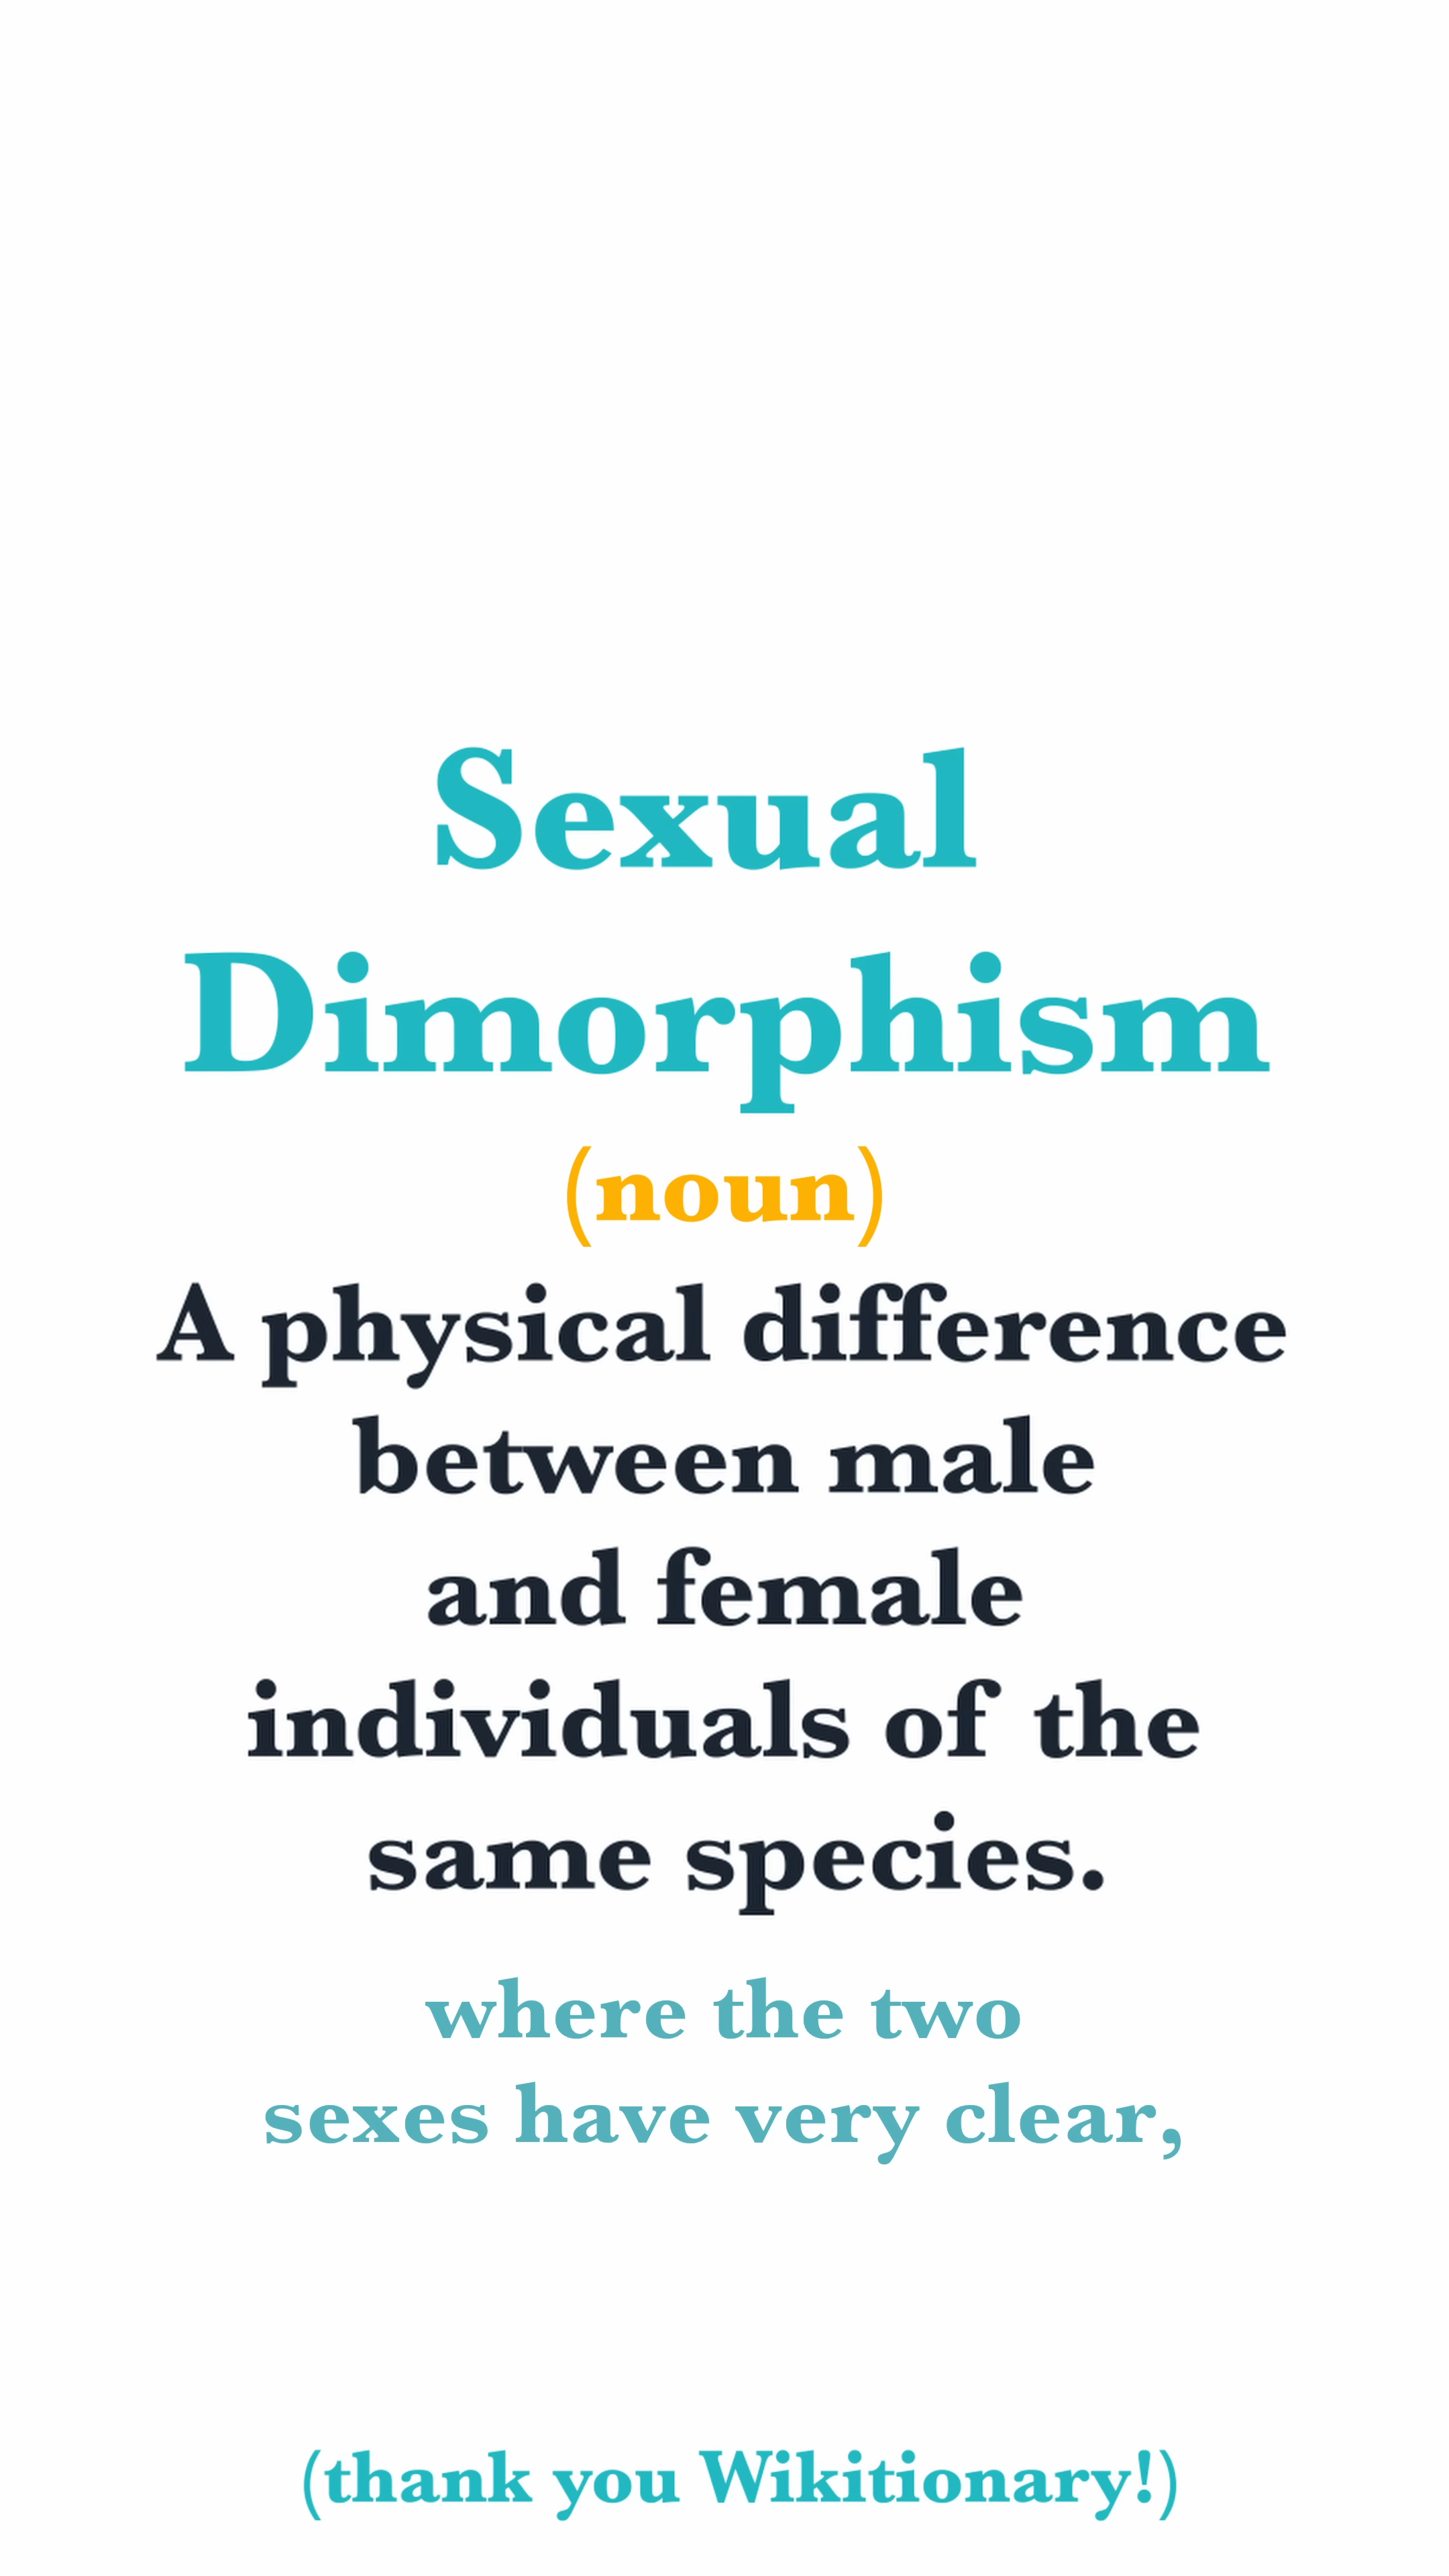 Sexual
Dimorphism
(noun)
A physical difference
between male
and female
individuals of the
same species.
where the two
sexes have very clear,
(thank you Wikitionary!)